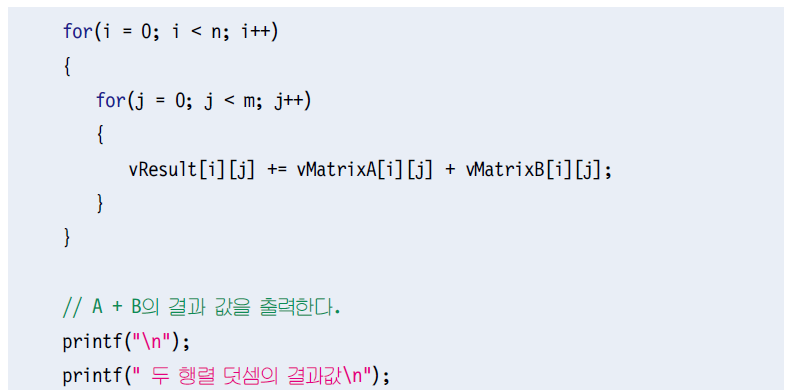 for(i = 0; i < n; i++)
{
for(j = 0; j < m; j++)
{
vResult[i][j] += vMatrixA[i][j] + vMatrixB[i][j];
}
}
// A + B의 결과 값을 출력한다.
printf("\n");
printf(" 두 행렬 덧셈의 결과값\n");